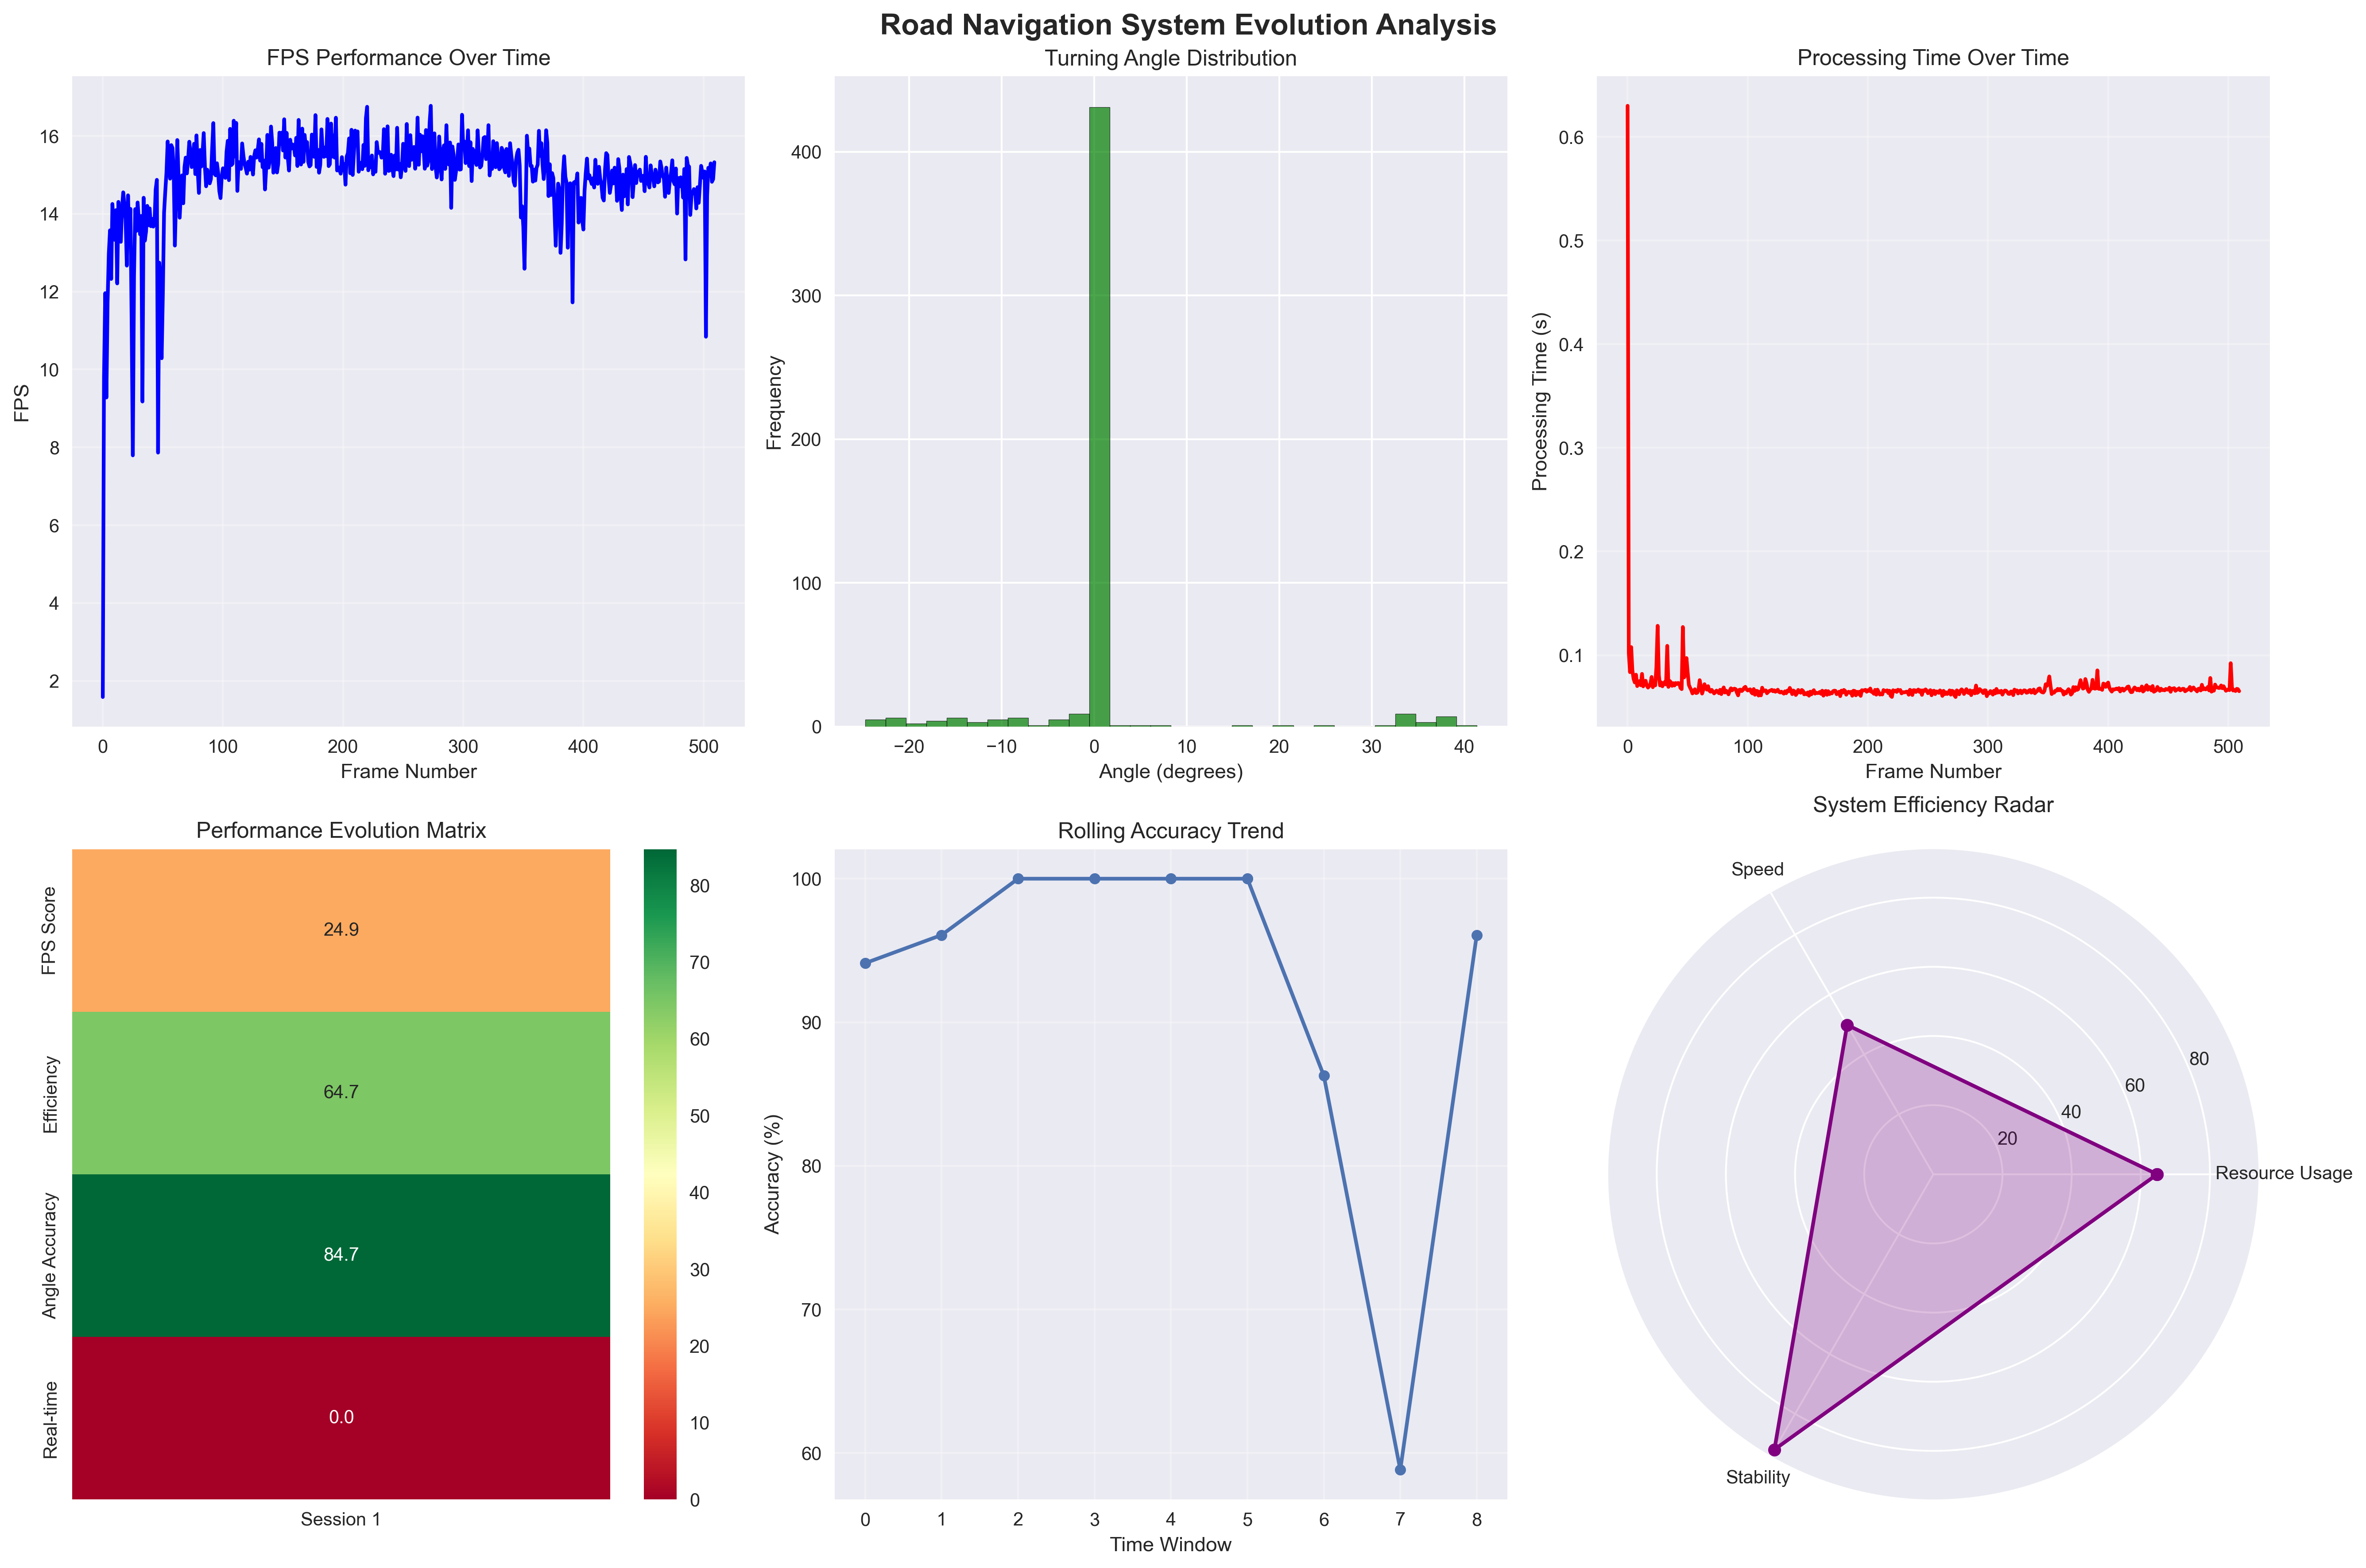 Road Navigation System Evolution Analysis
FPS Performance Over Time
FPS
16
14
12
10
8
6
4
2
0 100 200 300 400 500
Frame Number
Turning Angle Distribution
Frequency
400
300
200
100
0
−20 −10 0 10 20 30 40
Angle (degrees)
Processing Time Over Time
Processing Time (s)
0.6
0.5
0.4
0.3
0.2
0.1
0 100 200 300 400 500
Frame Number
Performance Evolution Matrix
FPS Score
24.9
Efficiency
64.7
Angle Accuracy
84.7
Real-time
0.0
Session 1
80
70
60
50
40
30
20
10
0
Rolling Accuracy Trend
Accuracy (%)
100
90
80
70
60
0 1 2 3 4 5 6 7 8
Time Window
System Efficiency Radar
Speed
80
60
40
20
Resource Usage
Stability